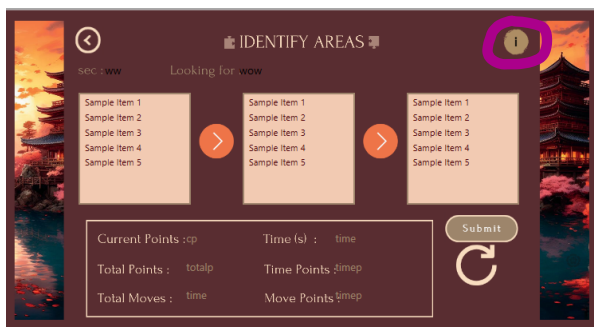 IDENTIFY AREAS
i
sec : ww Looking for wow
Sample Item 1
Sample Item 2
Sample Item 3
Sample Item 4
Sample Item 5
Sample Item 1
Sample Item 2
Sample Item 3
Sample Item 4
Sample Item 5
Sample Item 1
Sample Item 2
Sample Item 3
Sample Item 4
Sample Item 5
Current Points : cp Time (s) : time
Total Points : totalp Time Points : timep
Total Moves : time Move Points : timep
Submit